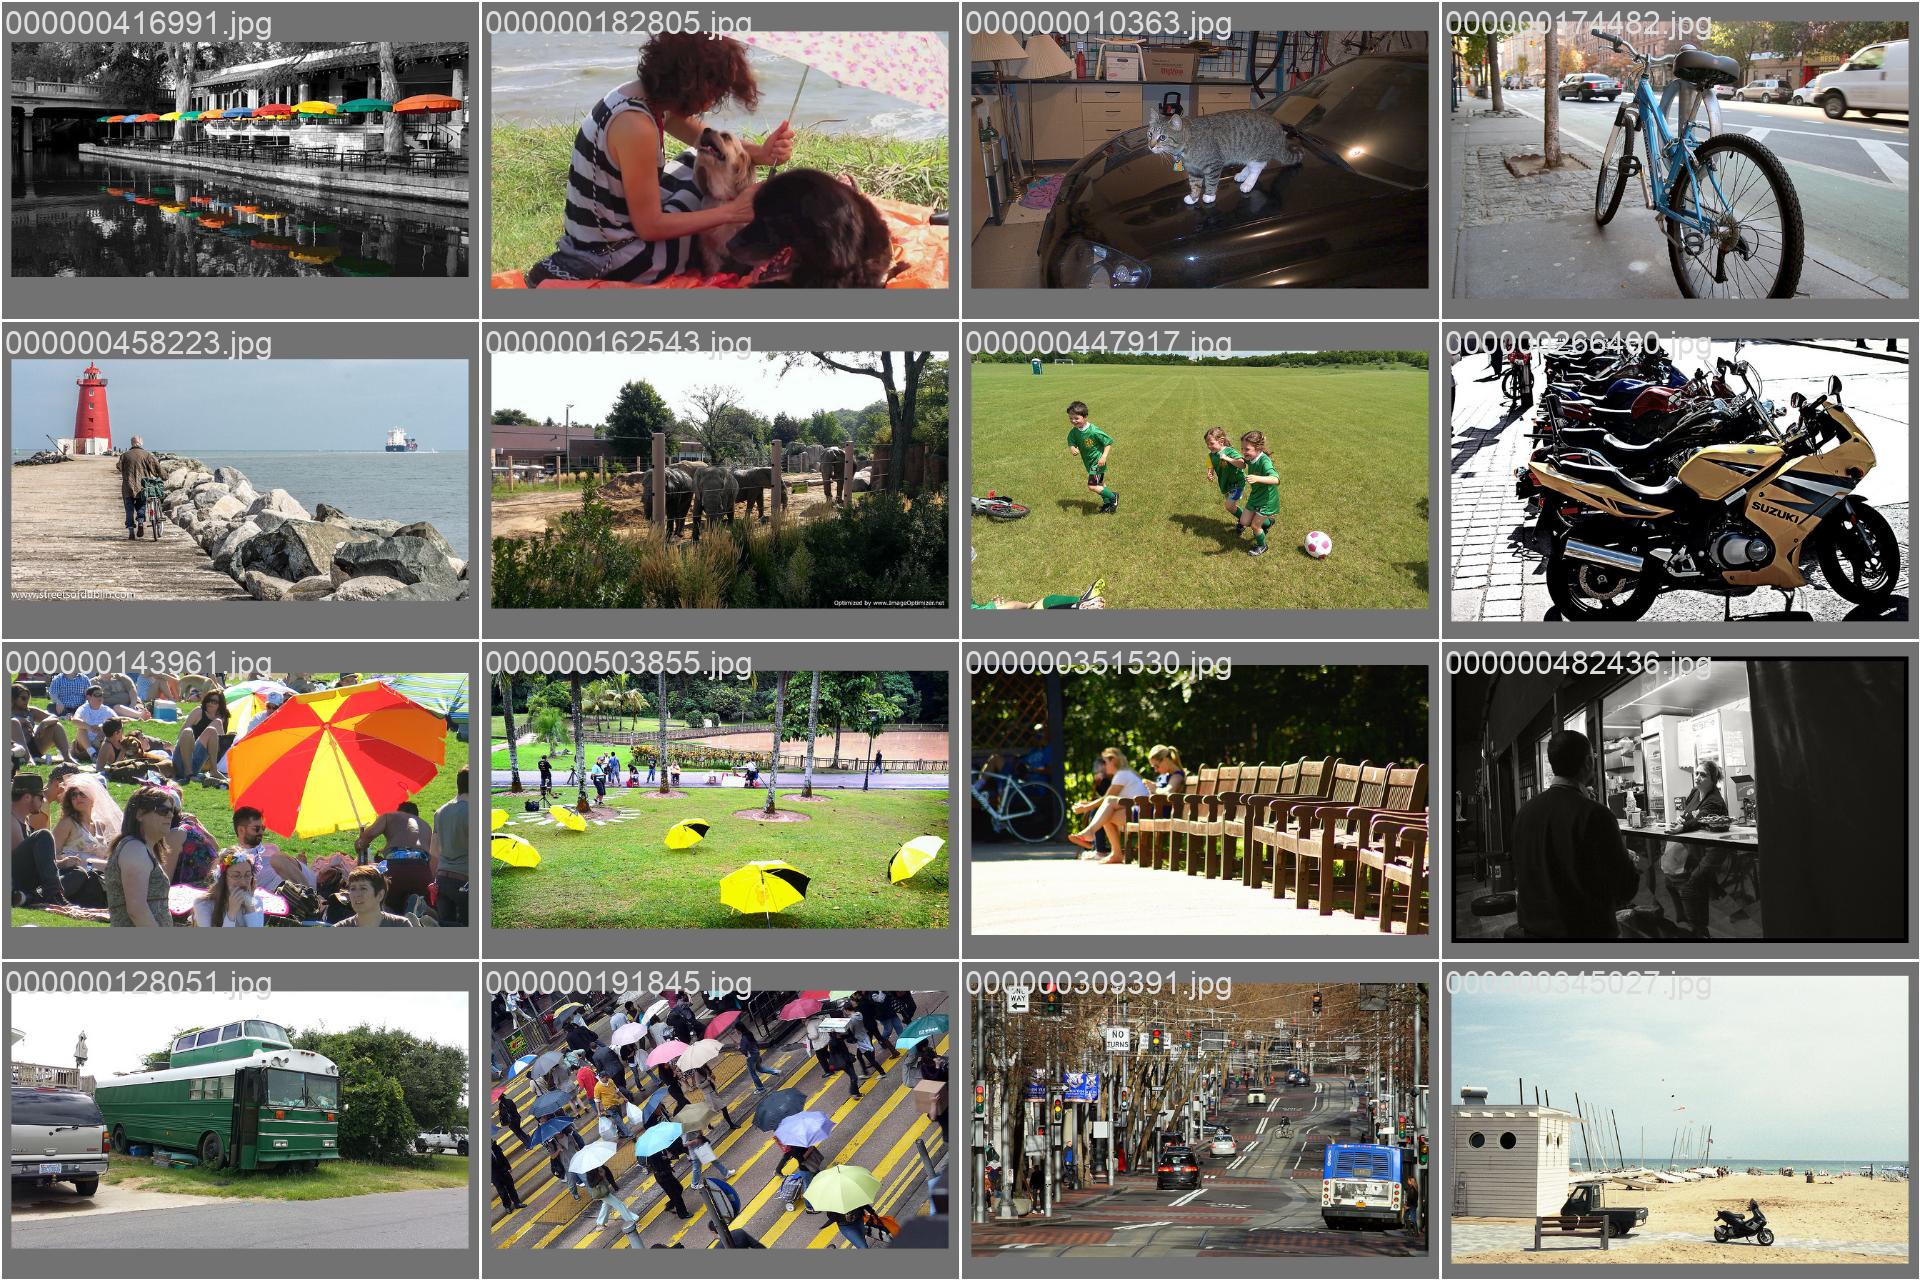 000000416991.jpg
000000182805.jpg
000000010363.jpg
000000174482.jpg
000000458223.jpg
www.streetsofdublin.com
000000162543.jpg
Optimized by www.ImageOptimizer.net
000000447917.jpg
000000266400.jpg
SUZUKI
000000143961.jpg
000000503855.jpg
000000351530.jpg
000000482436.jpg
000000128051.jpg
000000191845.jpg
000000309391.jpg
ONE
WAY
NO
TURNS
000000345027.jpg